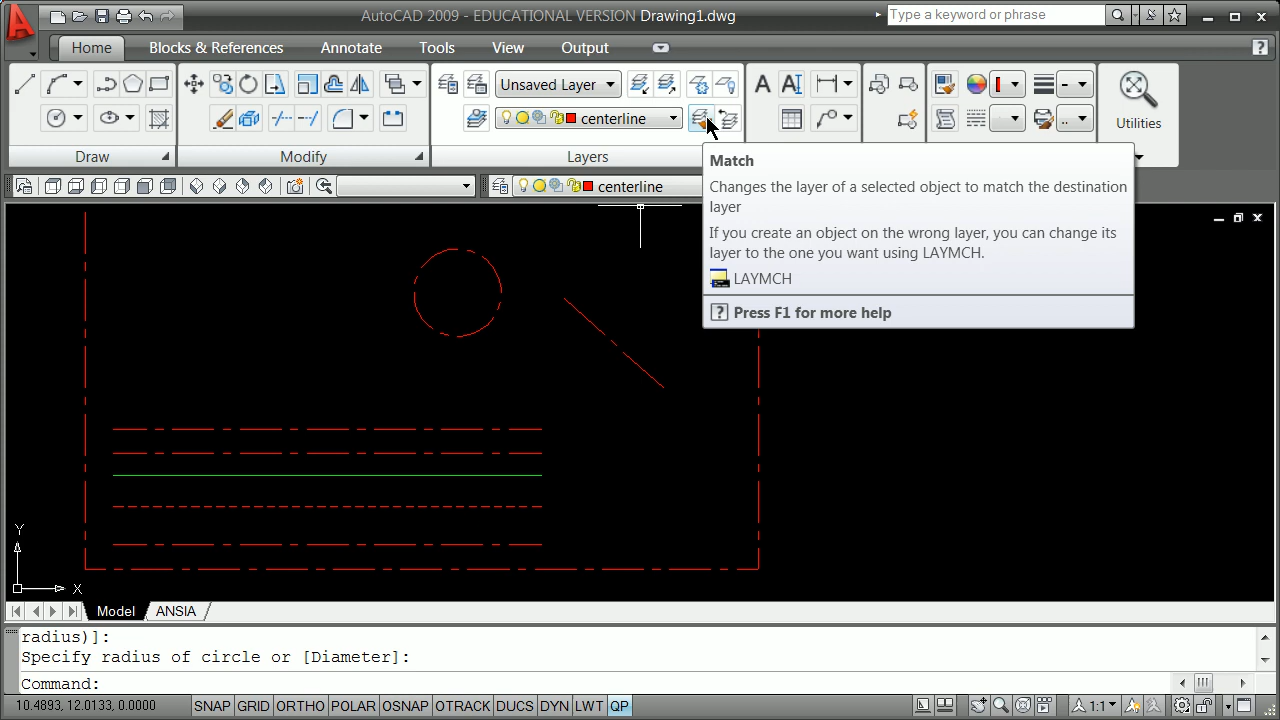 AutoCAD 2009 - EDUCATIONAL VERSION Drawing1.dwg
Type a keyword or phrase
Home
Blocks & References
Annotate
Tools
View
Output
Unsaved Layer
centerline
Utilities
Draw
Modify
Layers
centerline
Match
Changes the layer of a selected object to match the destination
layer
If you create an object on the wrong layer, you can change its
layer to the one you want using LAYMCH.
LAYMCH
Press F1 for more help
Y
X
Model
ANSIA
radius)]:
Specify radius of circle or [Diameter]:
Command:
10.4893, 12.0133, 0.0000
SNAP GRID ORTHO POLAR OSNAP OTRACK DUCS DYN LWT QP
1:1